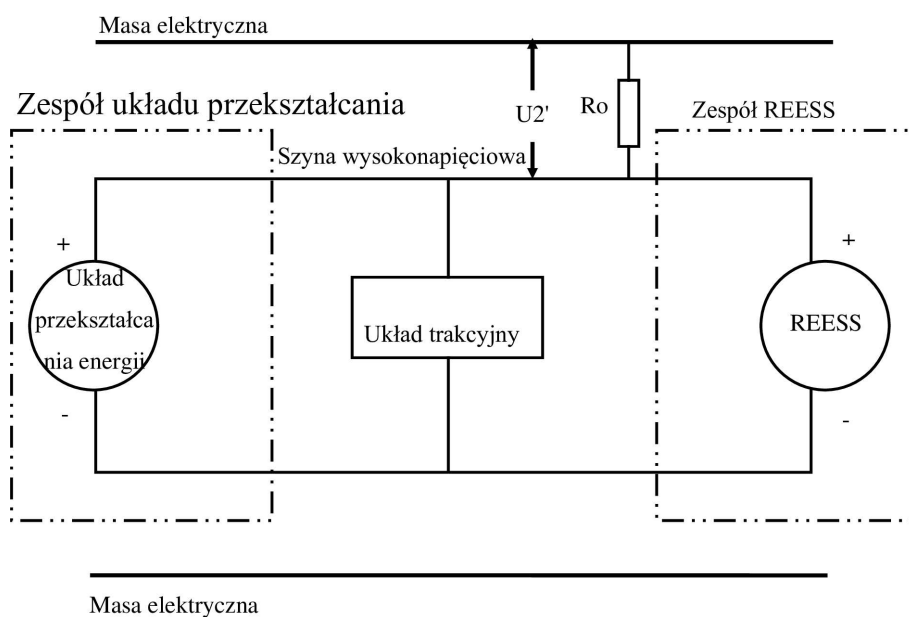 Masa elektryczna
Zespół układu przekształcania
U2'
Ro
Zespół REESS
Szyna wysokonapięciowa
+
+
Układ
przekształca
nia energii
Układ trakcyjny
REESS
-
-
Masa elektryczna